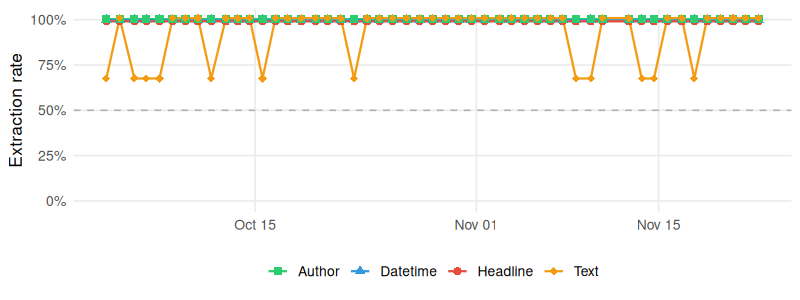 100%
75%
50%
25%
0%
Extraction rate
Oct 15 Nov 01 Nov 15
Author Datetime Headline Text